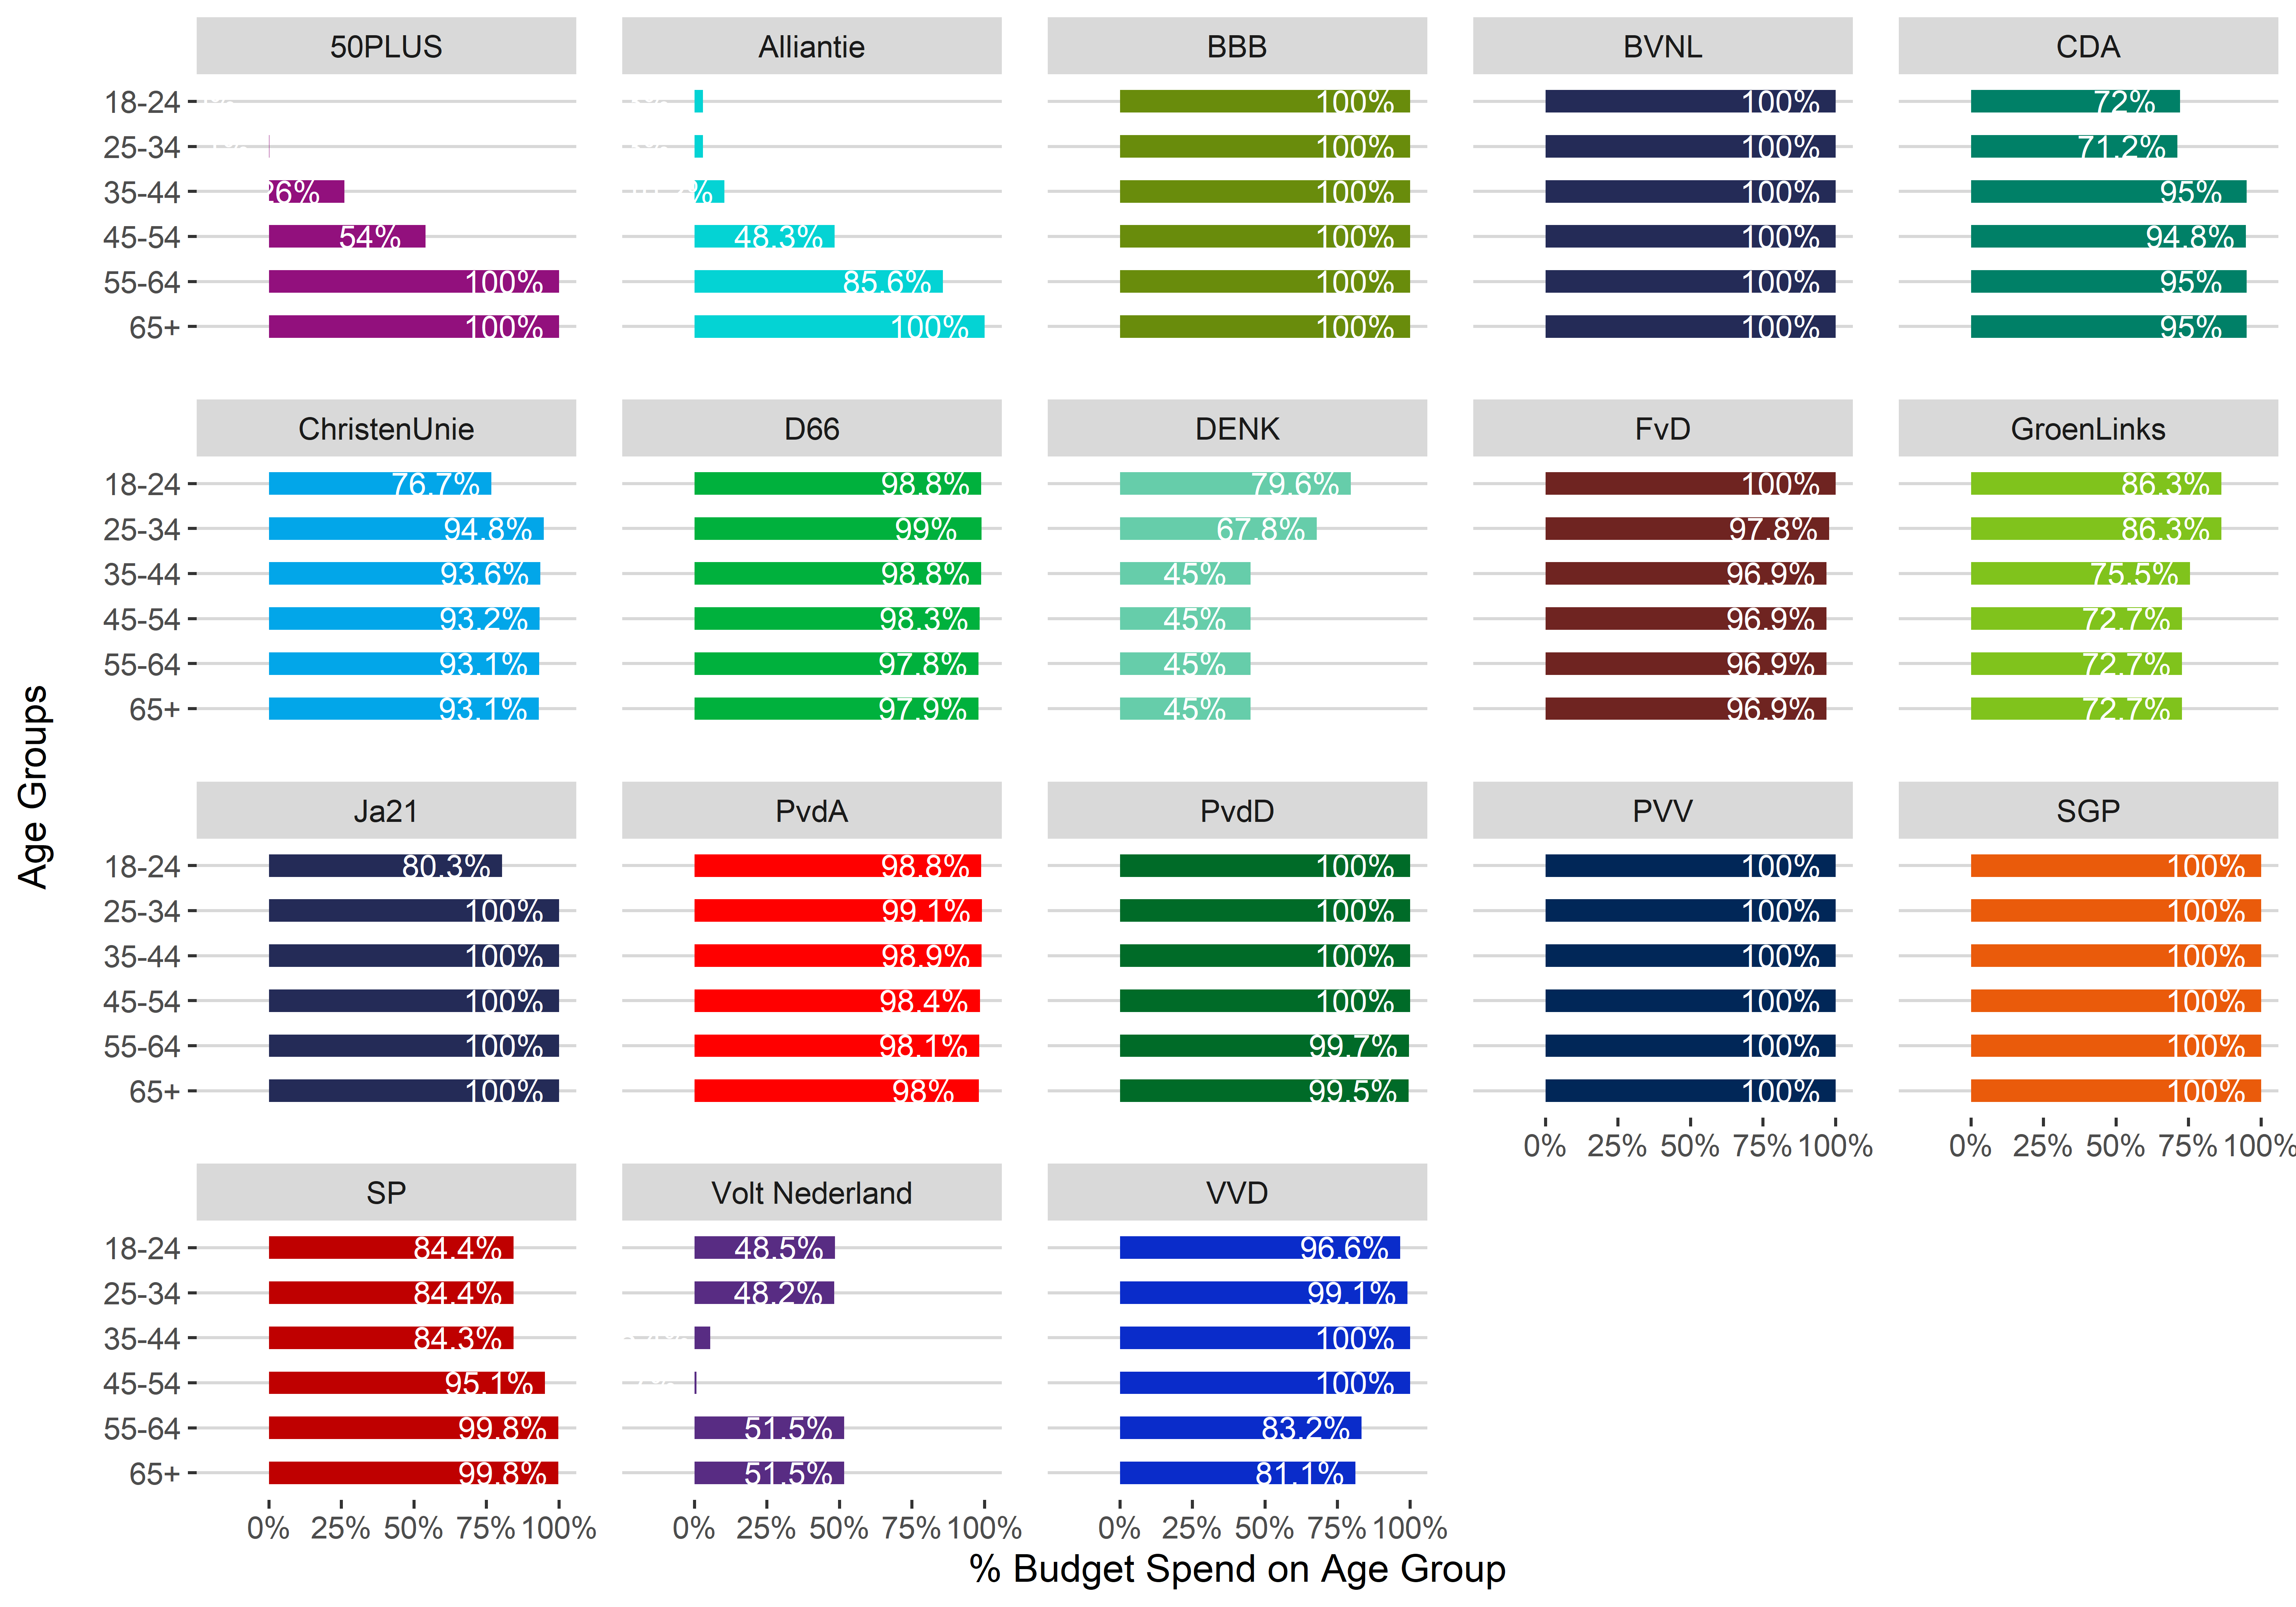 50PLUS Alliantie BBB BVNL CDA
18-24 100% 100% 72%
25-34 100% 100% 71.2%
35-44 26% 100% 100% 95%
45-54 54% 48.3% 100% 100% 94.8%
55-64 100% 85.6% 100% 100% 95%
65+ 100% 100% 100% 100% 95%
ChristenUnie D66 DENK FvD GroenLinks
18-24 76.7% 98.8% 79.6% 100% 86.3%
25-34 94.8% 99% 67.8% 97.8% 86.3%
35-44 93.6% 98.8% 45% 96.9% 75.5%
45-54 93.2% 98.3% 45% 96.9% 72.7%
55-64 93.1% 97.8% 45% 96.9% 72.7%
65+ 93.1% 97.9% 45% 96.9% 72.7%
Age Groups
Ja21 PvdA PvdD PVV SGP
18-24 80.3% 98.8% 100% 100% 100%
25-34 100% 99.1% 100% 100% 100%
35-44 100% 98.9% 100% 100% 100%
45-54 100% 98.4% 100% 100% 100%
55-64 100% 98.1% 99.7% 100% 100%
65+ 100% 98% 99.5% 100% 100%
0% 25% 50% 75% 100% 0% 25% 50% 75% 100%
SP Volt Nederland VVD
18-24 84.4% 48.5% 96.6%
25-34 84.4% 48.2% 99.1%
35-44 84.3% 100%
45-54 95.1% 100%
55-64 99.8% 51.5% 83.2%
65+ 99.8% 51.5% 81.1%
0% 25% 50% 75% 100% 0% 25% 50% 75% 100% 0% 25% 50% 75% 100%
% Budget Spend on Age Group